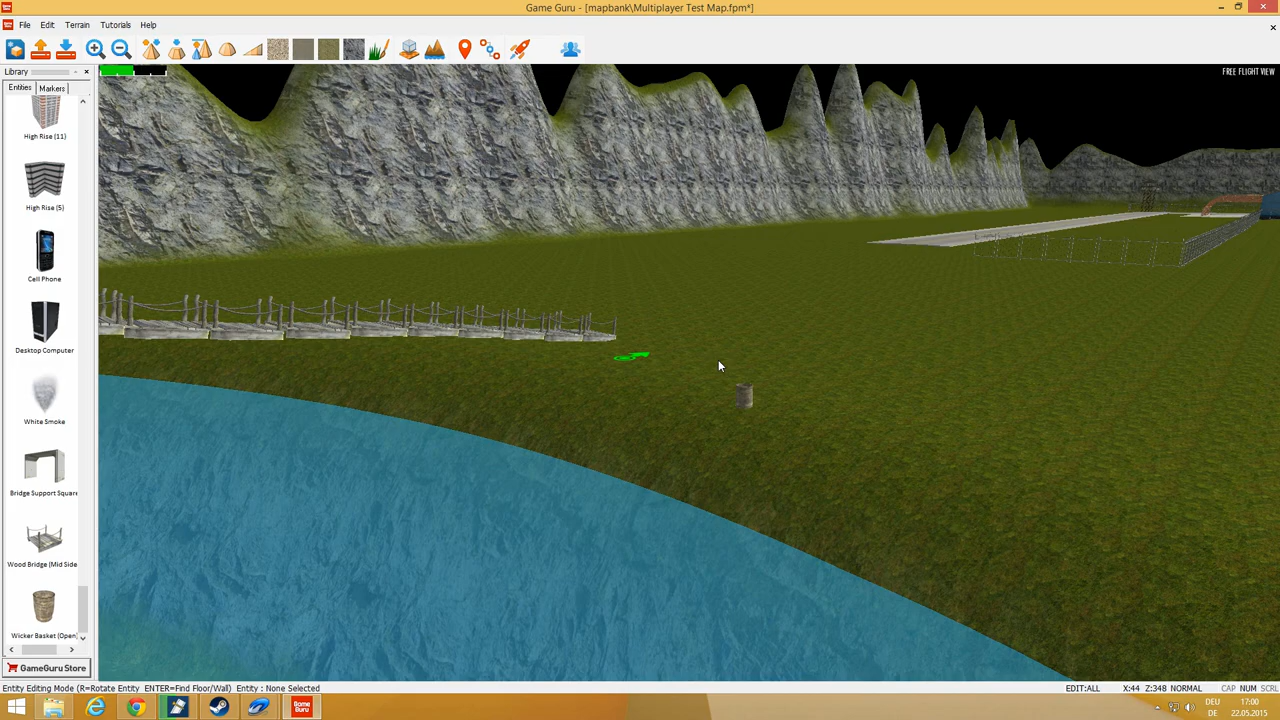 Game Guru - [mapbank\Multiplayer Test Map.fpm*]
File Edit Terrain Tutorials Help
Library
FREE FLIGHT VIEW
Entities Markers
High Rise (11)
High Rise (5)
Cell Phone
Desktop Computer
White Smoke
Bridge Support Square
Wood Bridge (Mid Side
Wicker Basket (Open)
GameGuru Store
Entity Editing Mode (R=Rotate Entity ENTER=Find Floor/Wall) Entity : None Selected
EDIT:ALL X:44 Z:348 NORMAL CAP NUM SCRL
GAME GURU
DEU 17:00
DE 22.05.2015